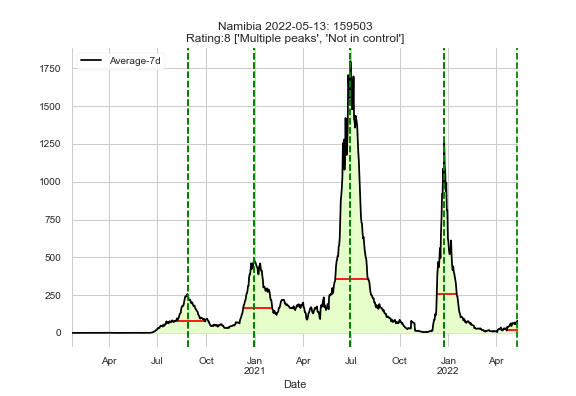 Namibia 2022-05-13: 159503
Rating:8 ['Multiple peaks', 'Not in control']
Average-7d
1750
1500
1250
1000
750
500
250
0
Apr Jul Oct Jan Apr Jul Oct Jan Apr
2021 2022
Date